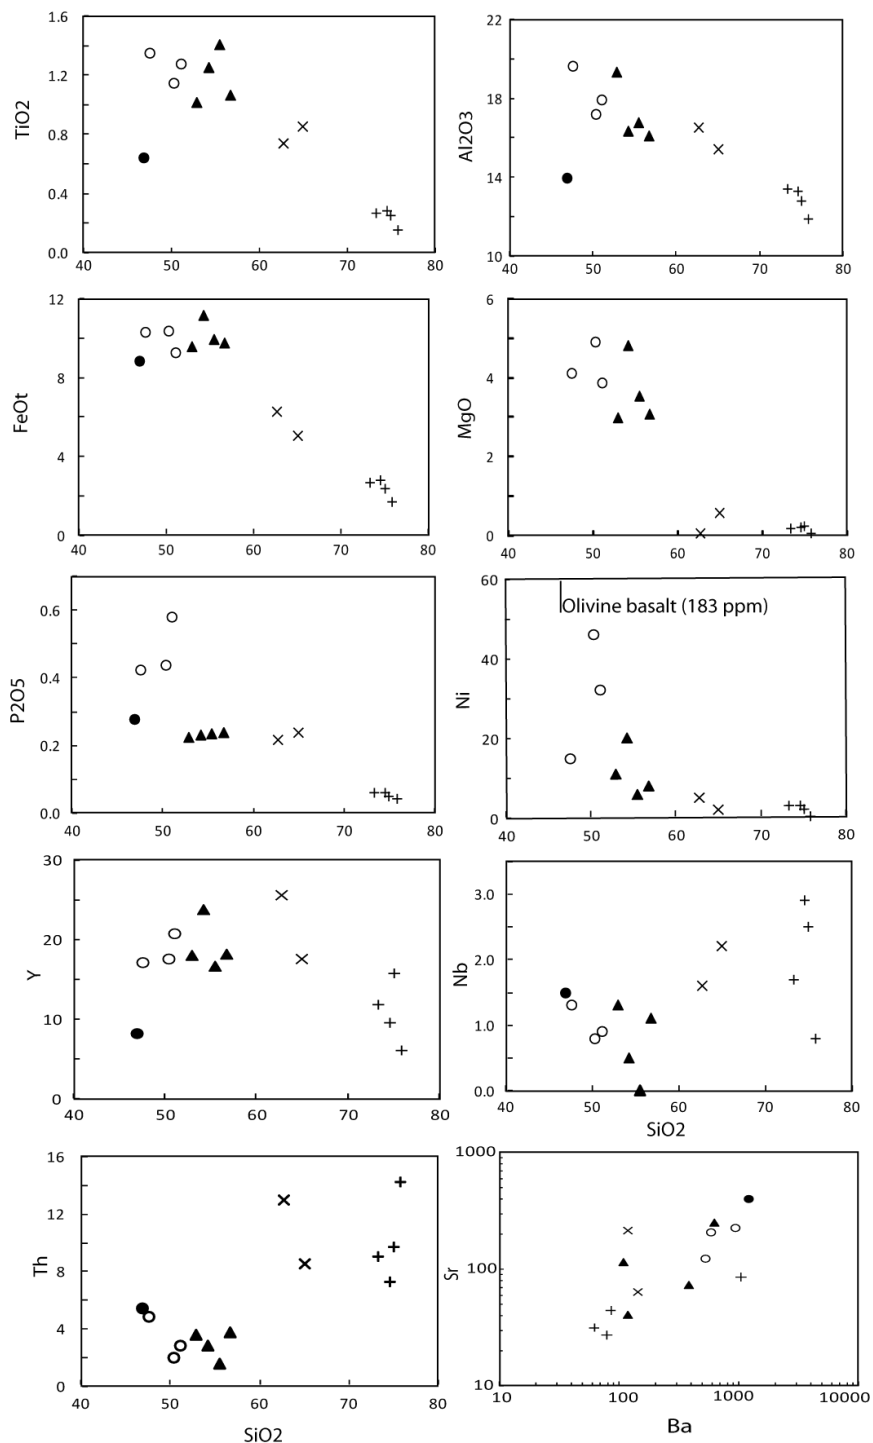 1.6
1.2
0.8
0.4
0.0
TiO2
40 50 60 70 80
22
18
14
10
Al2O3
40 50 60 70 80
12
8
4
0
FeOt
40 50 60 70 80
6
4
2
0
MgO
40 50 60 70 80
0.6
0.4
0.2
0.0
P2O5
40 50 60 70 80
60
40
20
0
Ni
Olivine basalt (183 ppm)
40 50 60 70 80
30
20
10
0
Y
40 50 60 70 80
3.0
2.0
1.0
0.0
Nb
40 50 60 70 80
SiO2
16
12
8
4
0
Th
40 50 60 70 80
SiO2
1000
100
10
Sr
10 100 1000 10000
Ba